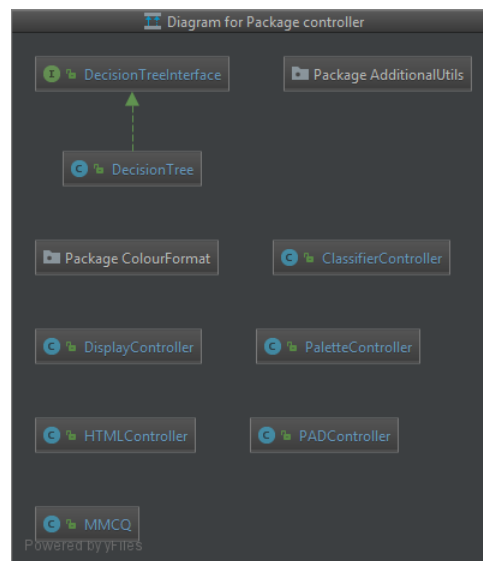 Diagram for Package controller
DecisionTreeInterface
Package AdditionalUtils
DecisionTree
Package ColourFormat
ClassifierController
DisplayController
PaletteController
HTMLController
PADController
MMCQ
Powered by yFiles